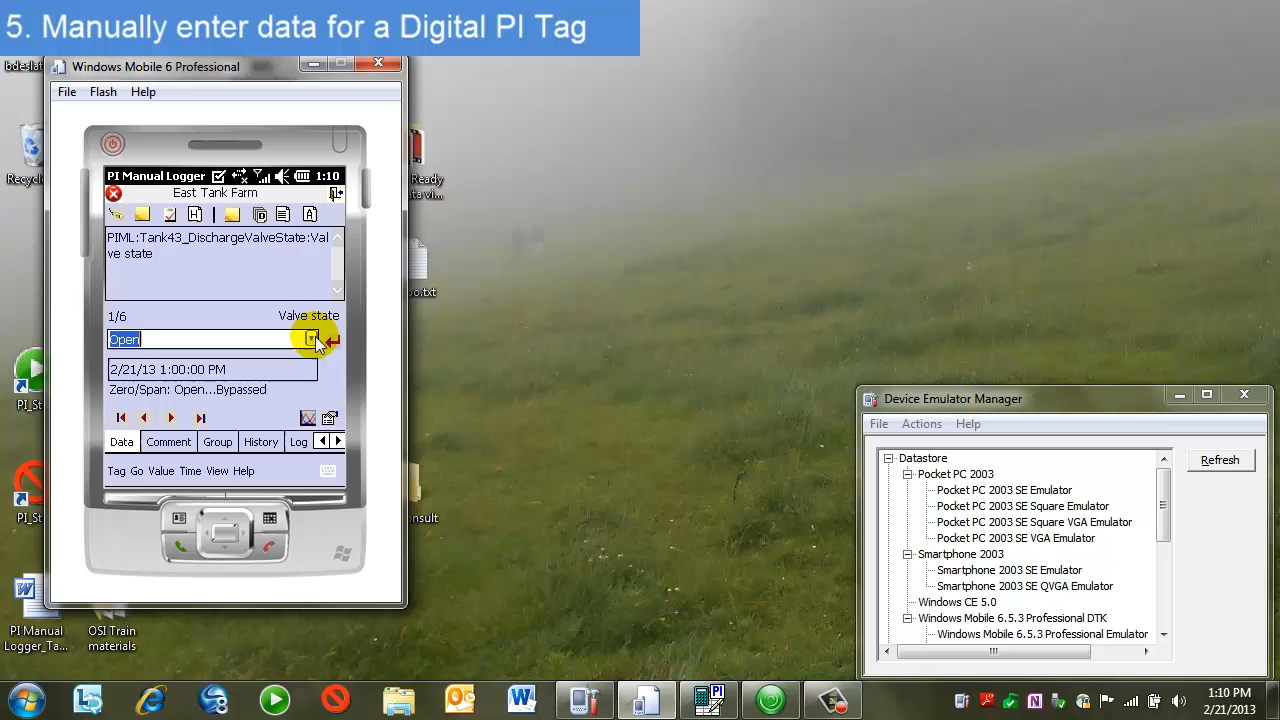 5. Manually enter data for a Digital PI Tag
bdeslat
Windows Mobile 6 Professional
File Flash Help
PI Manual Logger 1:10
East Tank Farm
PIML:Tank43_DischargeValveState:Val
ve state
1/6 Valve state
Open
2/21/13 1:00:00 PM
Zero/Span: Open...Bypassed
Data Comment Group History Log
Tag Go Value Time View Help
Recycl
Ready
ta vi...
po.txt
PI_St
PI_St
onsult
PI Manual
Logger_Ta...
OSI Train
materials
Device Emulator Manager
File Actions Help
Datastore
Refresh
Pocket PC 2003
Pocket PC 2003 SE Emulator
Pocket PC 2003 SE Square Emulator
Pocket PC 2003 SE Square VGA Emulator
Pocket PC 2003 SE VGA Emulator
Smartphone 2003
Smartphone 2003 SE Emulator
Smartphone 2003 SE QVGA Emulator
Windows CE 5.0
Windows Mobile 6.5.3 Professional DTK
Windows Mobile 6.5.3 Professional Emulator
PI
1:10 PM
2/21/2013